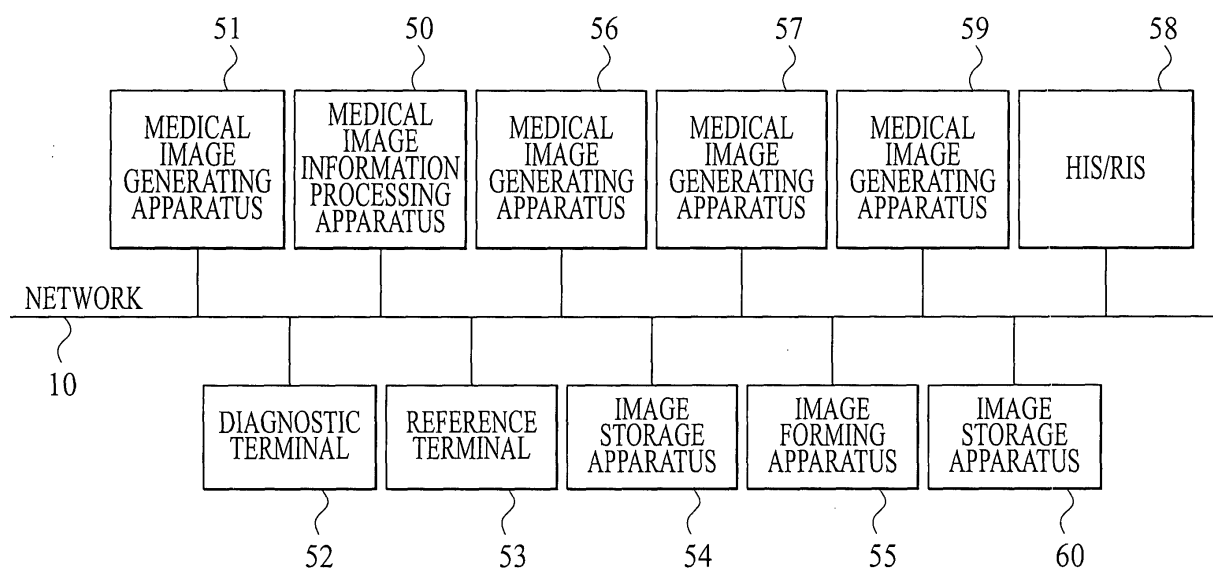 51
50
56
57
59
58
MEDICAL
IMAGE
GENERATING
APPARATUS
MEDICAL
IMAGE
INFORMATION
PROCESSING
APPARATUS
MEDICAL
IMAGE
GENERATING
APPARATUS
MEDICAL
IMAGE
GENERATING
APPARATUS
MEDICAL
IMAGE
GENERATING
APPARATUS
HIS/RIS
NETWORK
10
DIAGNOSTIC
TERMINAL
REFERENCE
TERMINAL
IMAGE
STORAGE
APPARATUS
IMAGE
FORMING
APPARATUS
IMAGE
STORAGE
APPARATUS
52
53
54
55
60